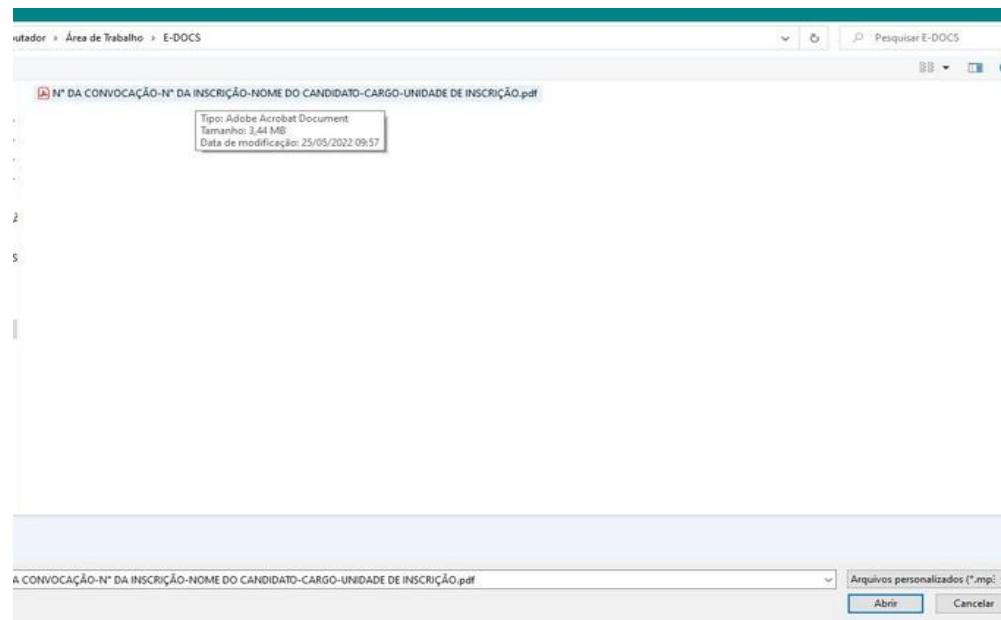 utador › Área de Trabalho › E-DOCS
Pesquisar E-DOCS
N° DA CONVOCAÇÃO-N° DA INSCRIÇÃO-NOME DO CANDIDATO-CARGO-UNIDADE DE INSCRIÇÃO.pdf
Tipo: Adobe Acrobat Document
Tamanho: 3,44 MB
Data de modificação: 25/05/2022 09:57
S
A CONVOCAÇÃO-N° DA INSCRIÇÃO-NOME DO CANDIDATO-CARGO-UNIDADE DE INSCRIÇÃO.pdf
Arquivos personalizados (*.mp3
Abrir
Cancelar